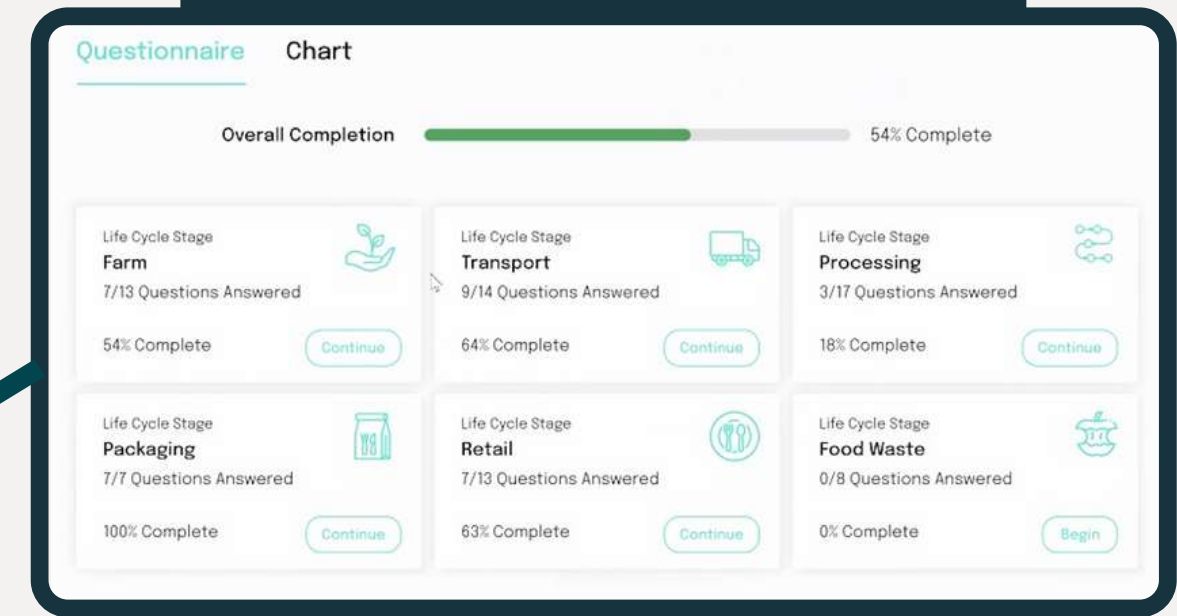 Questionnaire Chart
Overall Completion 54% Complete
Life Cycle Stage
Farm
7/13 Questions Answered
54% Complete Continue
Life Cycle Stage
Transport
9/14 Questions Answered
64% Complete Continue
Life Cycle Stage
Processing
3/17 Questions Answered
18% Complete Continue
Life Cycle Stage
Packaging
7/7 Questions Answered
100% Complete Continue
Life Cycle Stage
Retail
7/13 Questions Answered
63% Complete Continue
Life Cycle Stage
Food Waste
0/8 Questions Answered
0% Complete Begin